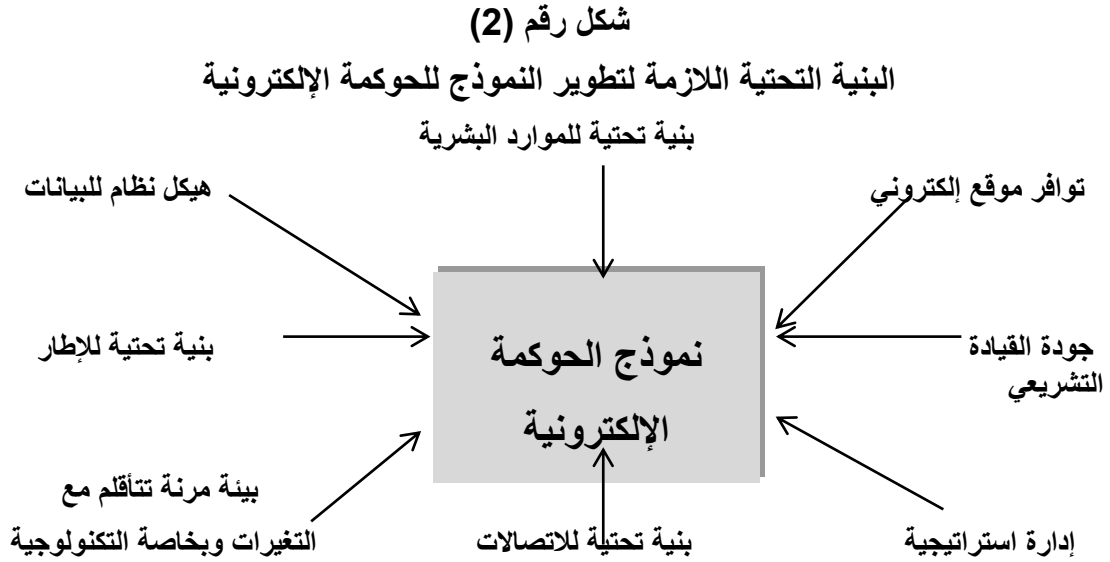 شكل رقم (2)
البنية التحتية اللازمة لتطوير النموذج للحوكمة الإلكترونية
بنية تحتية للموارد البشرية
توافر موقع إلكتروني
هيكل نظام للبيانات
جودة القيادة
بنية تحتية للإطار
التشريعي
نموذج الحوكمة
الإلكترونية
بيئة مرنة تتأقلم مع
إدارة استراتيجية
بنية تحتية للاتصالات
التغيرات وبخاصة التكنولوجية